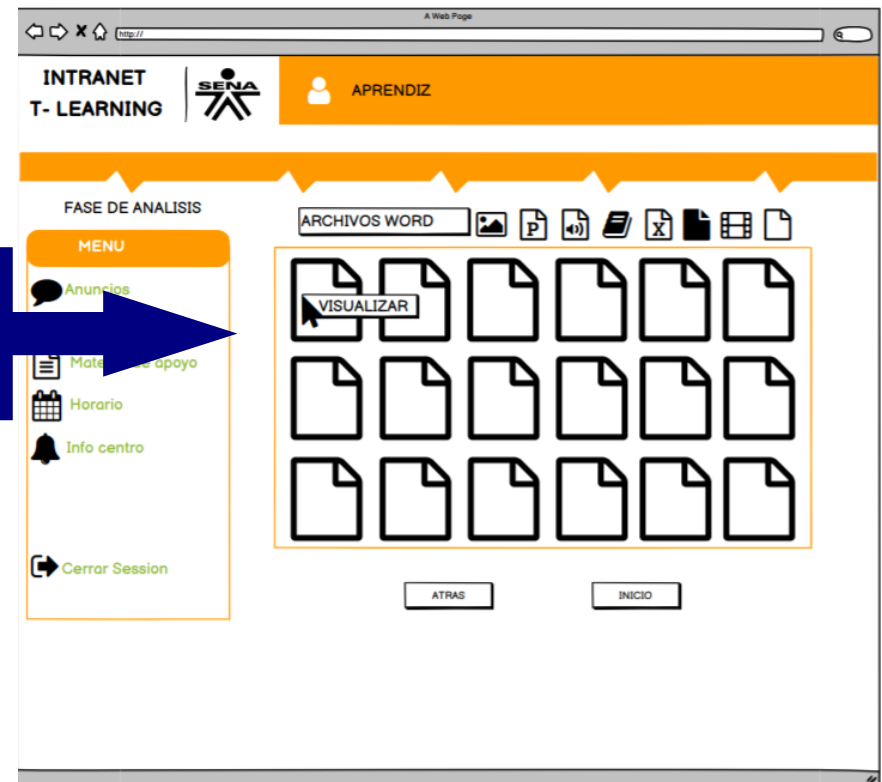 A Web Page
http://
INTRANET
T- LEARNING
SENA
APRENDIZ
FASE DE ANALISIS
MENU
Anuncios
apoyo
Horario
Info centro
Cerrar Session
ARCHIVOS WORD
P
X
VISUALIZAR
ATRAS
INICIO